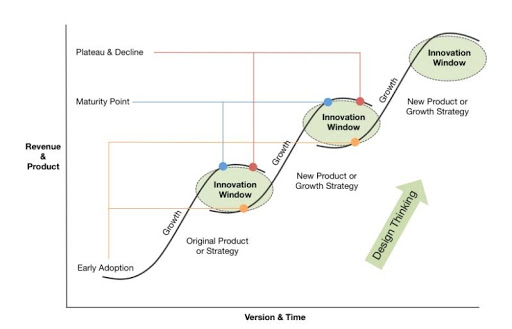 Plateau & Decline
Innovation
Window
Growth
New Product or
Growth Strategy
Maturity Point
Innovation
Window
Growth
New Product or
Growth Strategy
Revenue
&
Product
Innovation
Window
Growth
Original Product
or Strategy
Design Thinking
Early Adoption
Version & Time